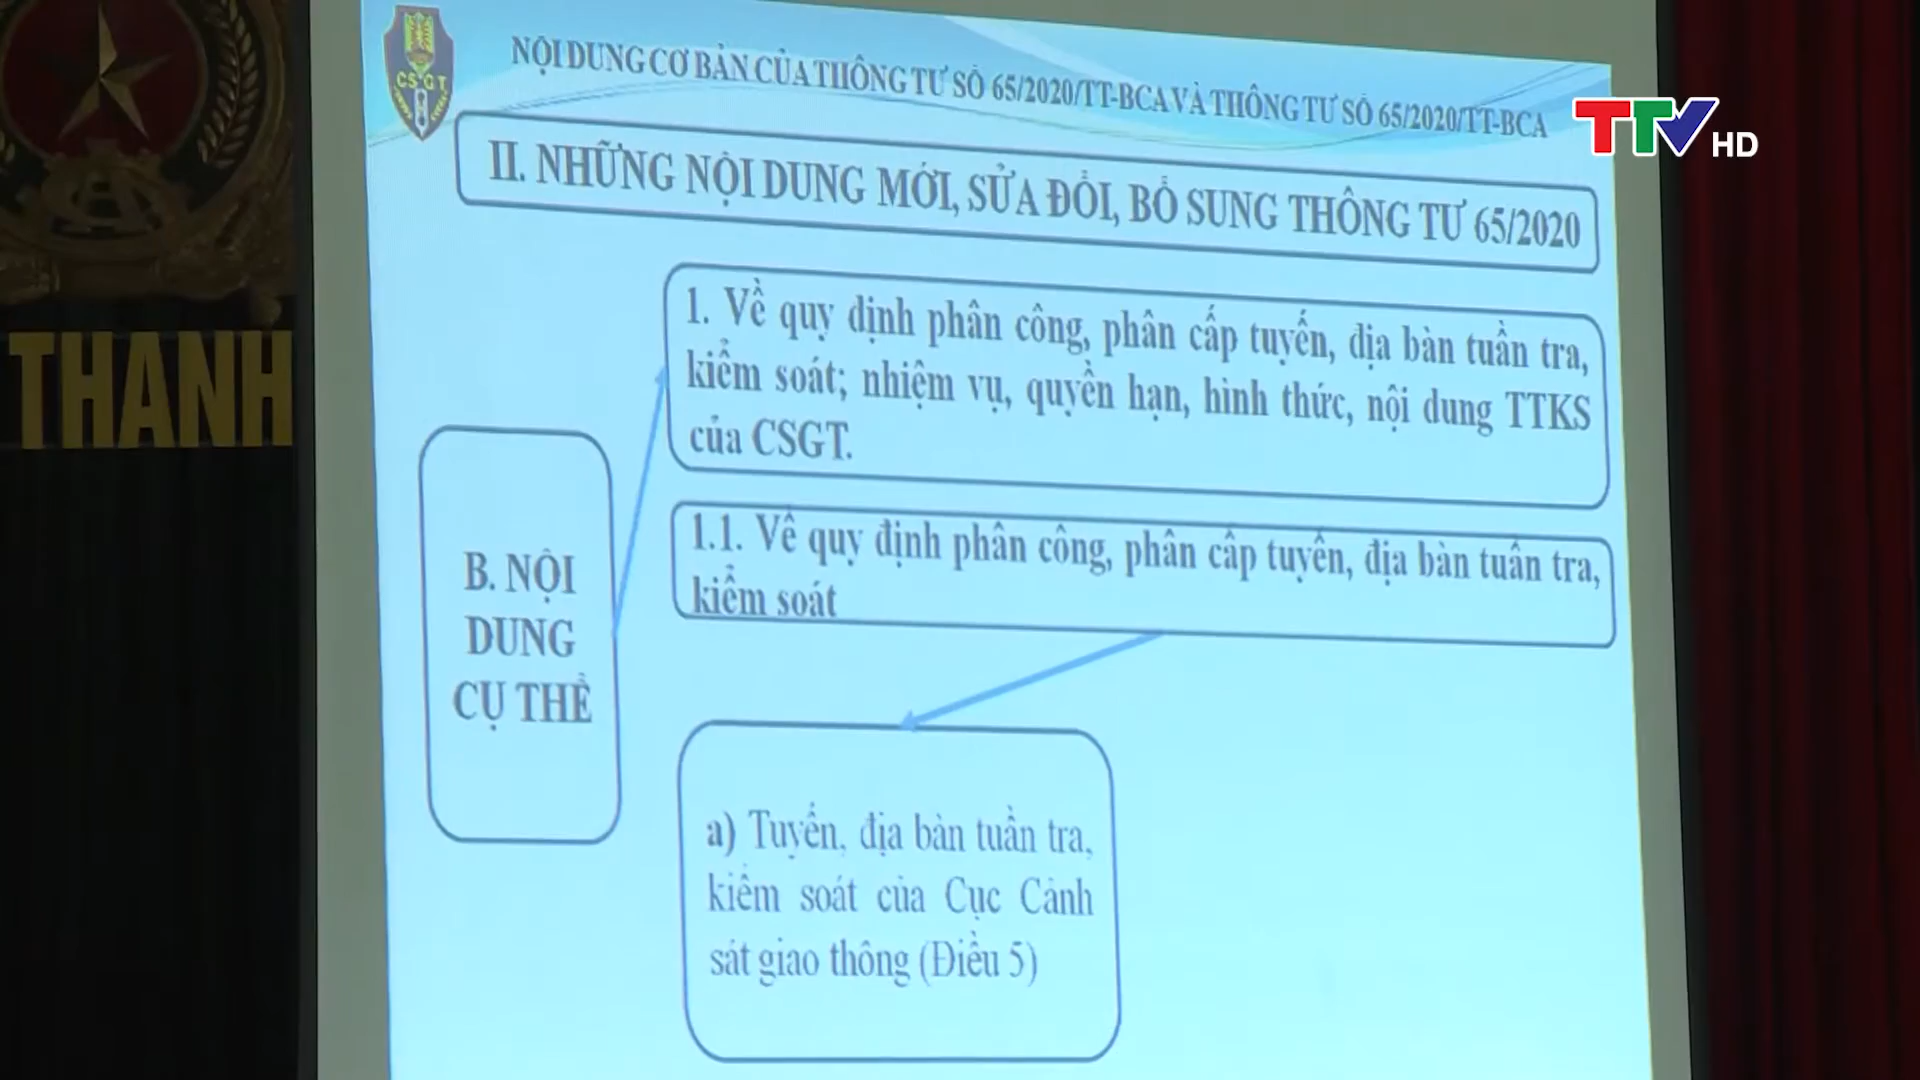 NỘI DUNG CƠ BẢN CỦA THÔNG TƯ SỐ 65/2020/TT-BCA VÀ THÔNG TƯ SỐ 65/2020/TT-BCA
CSGT
TTV HD
II. NHỮNG NỘI DUNG MỚI, SỬA ĐỔI, BỔ SUNG THÔNG TƯ 65/2020
1. Về quy định phân công, phân cấp tuyến, địa bàn tuần tra,
kiểm soát; nhiệm vụ, quyền hạn, hình thức, nội dung TTKS
của CSGT.
THANH
1.1. Về quy định phân công, phân cấp tuyến, địa bàn tuần tra,
kiểm soát
B. NỘI
DUNG
CỤ THỂ
a) Tuyến, địa bàn tuần tra,
kiểm soát của Cục Cảnh
sát giao thông (Điều 5)